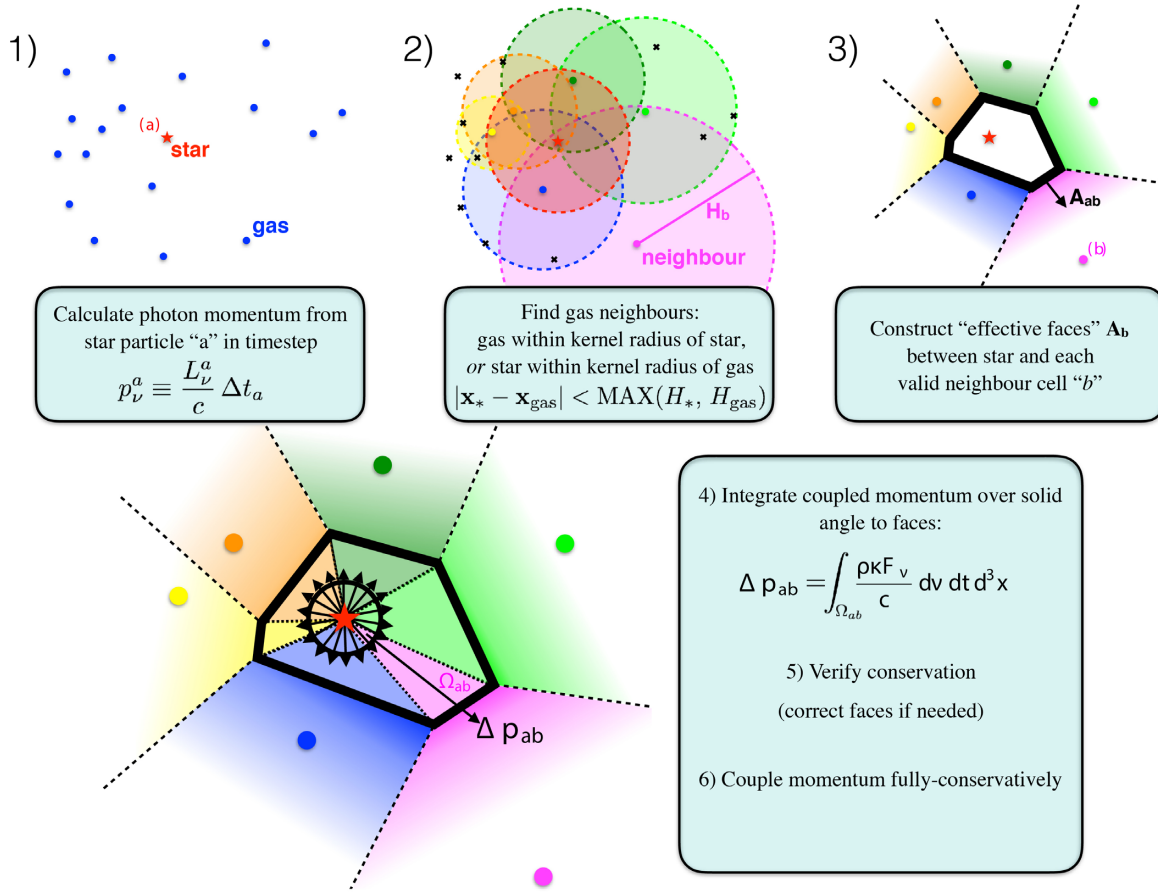 1)
(a)
star
gas
2)
H_b
neighbour
3)
A_ab
(b)
Calculate photon momentum from
star particle “a” in timestep
p_ν^a ≡ L_ν^a / c Δt_a
Find gas neighbours:
gas within kernel radius of star,
or star within kernel radius of gas
|x_* − x_gas| < MAX(H_*, H_gas)
Construct “effective faces” A_b
between star and each
valid neighbour cell “b”
Ω_ab
Δ p_ab
4) Integrate coupled momentum over solid
angle to faces:
Δ p_ab = ∫_Ω_ab ρκF_ν / c dν dt d³x
5) Verify conservation
(correct faces if needed)
6) Couple momentum fully-conservatively